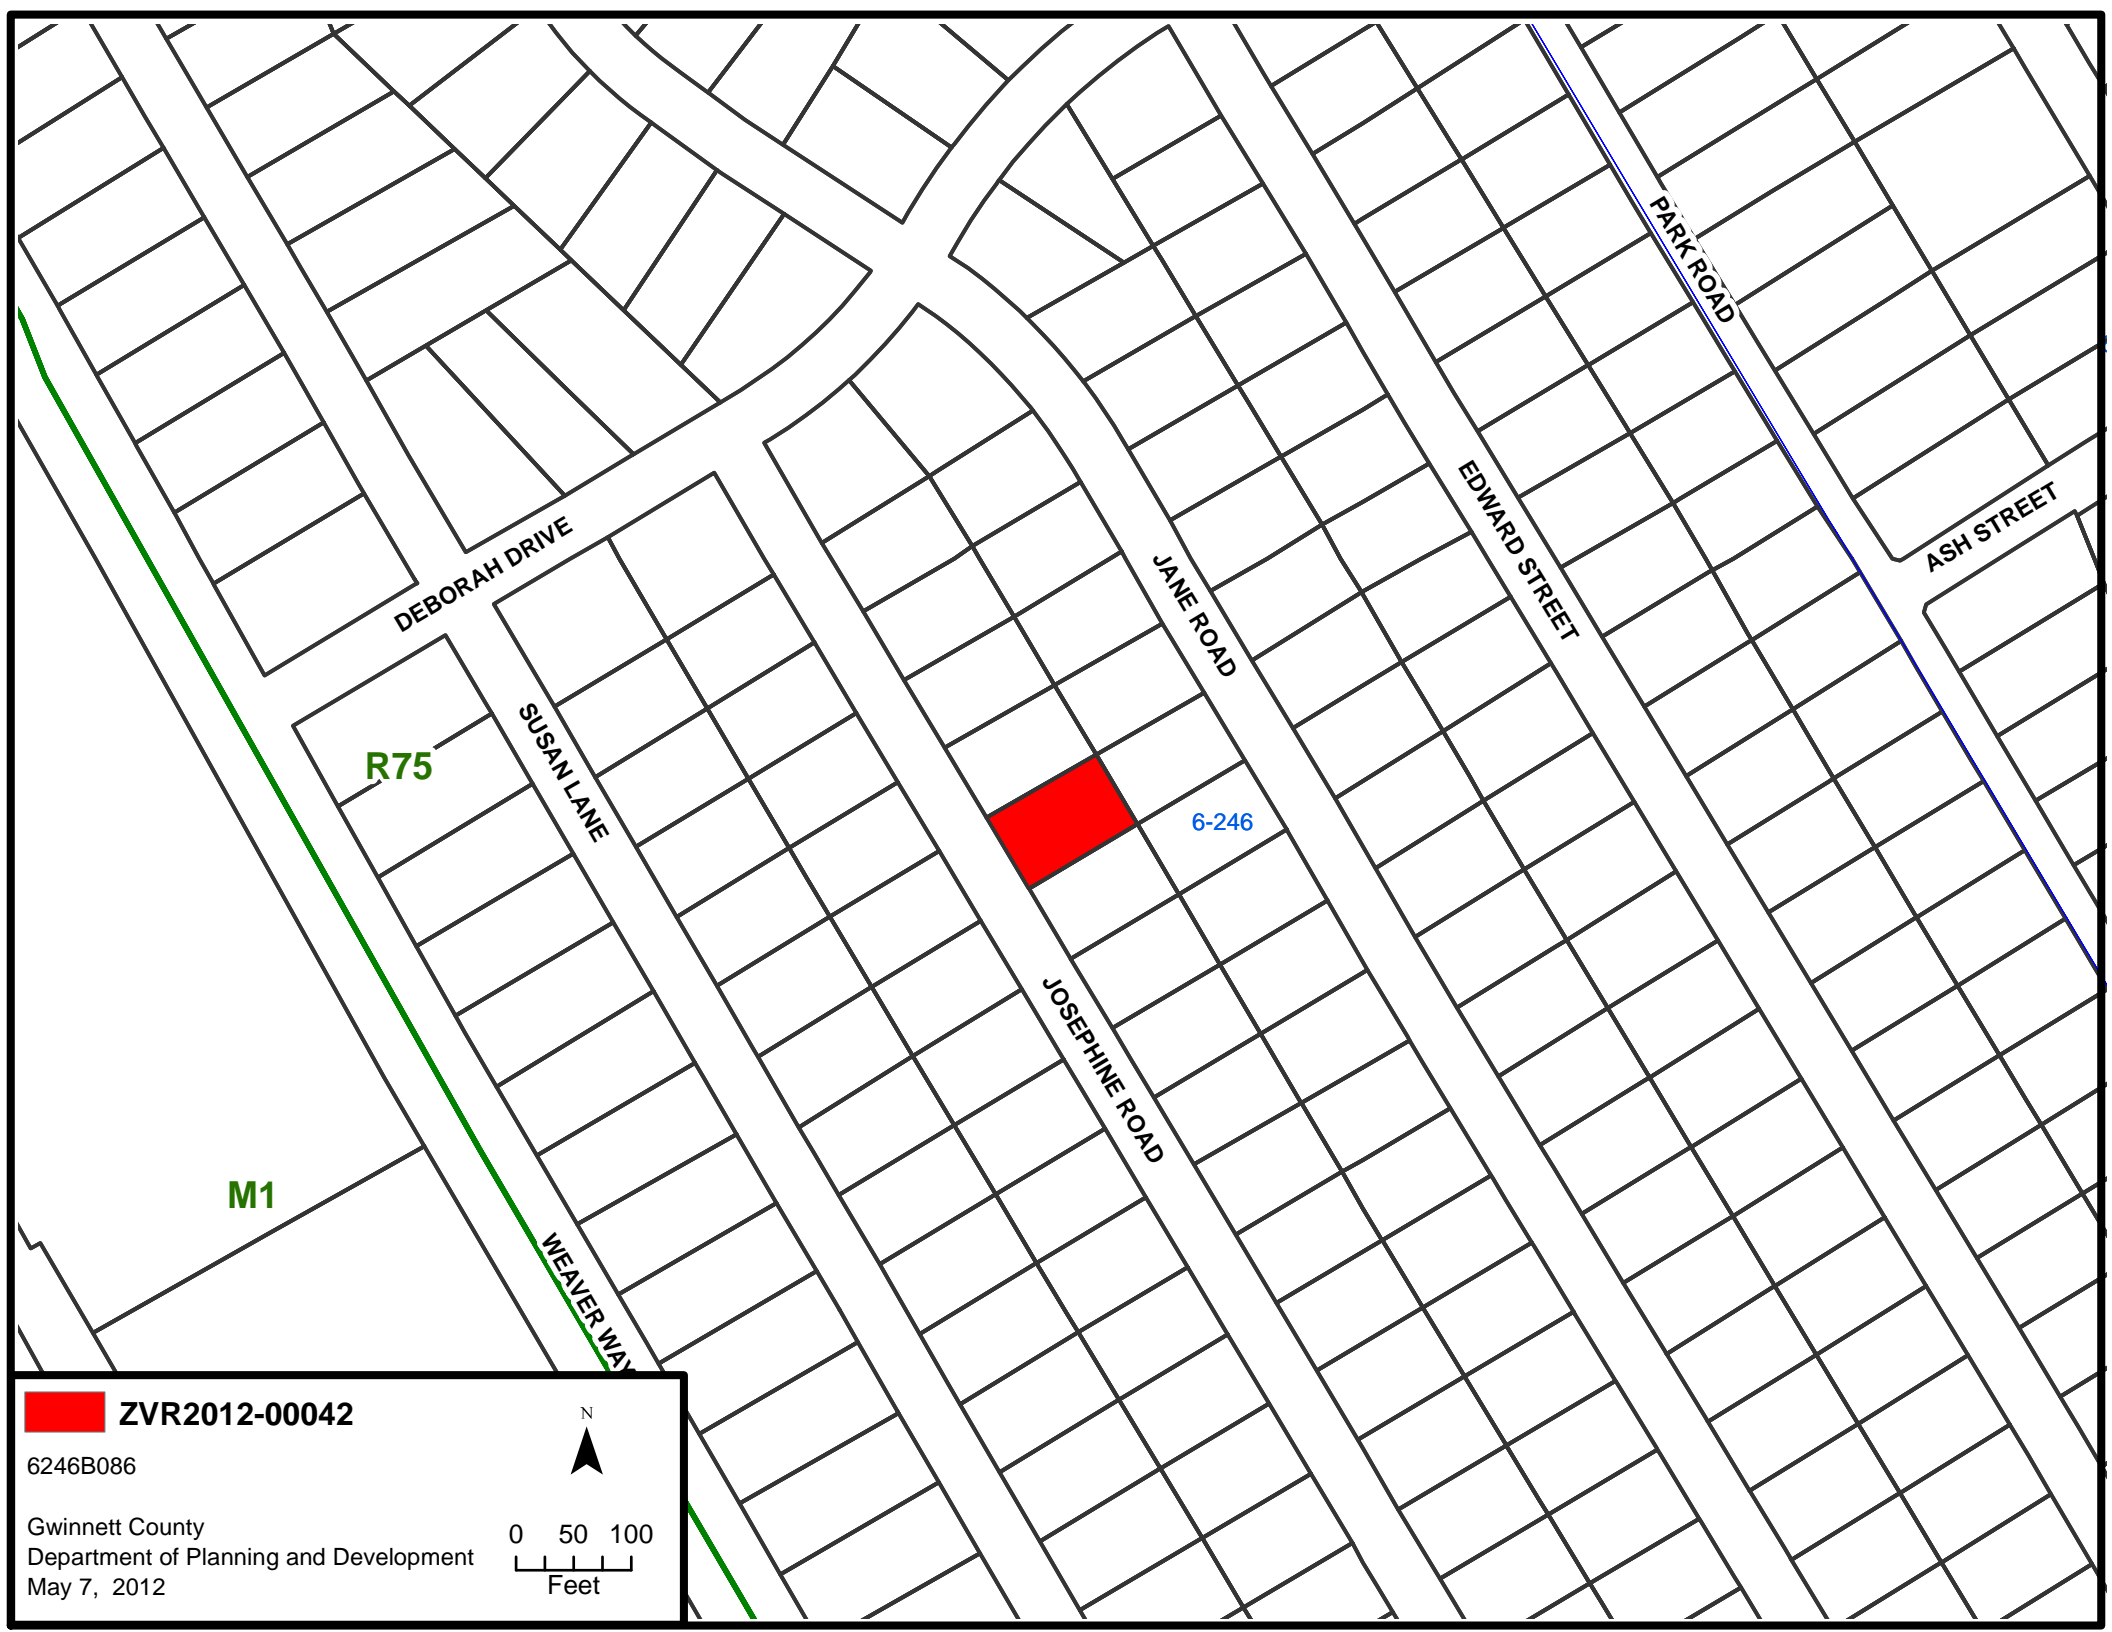 PARK ROAD
EDWARD STREET
ASH STREET
DEBORAH DRIVE
JANE ROAD
SUSAN LANE
R75
6-246
JOSEPHINE ROAD
M1
WEAVER WAY
ZVR2012-00042
N
6246B086
Gwinnett County
Department of Planning and Development
May 7, 2012
0 50 100
Feet